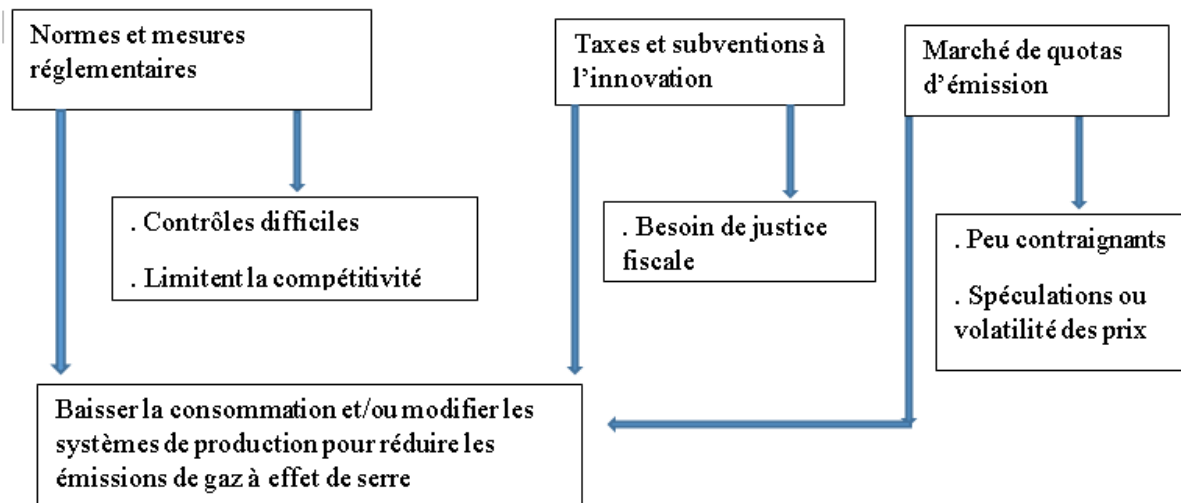 Normes et mesures
réglementaires
Taxes et subventions à
l'innovation
Marché de quotas
d'émission
. Contrôles difficiles
. Limitent la compétitivité
. Besoin de justice
fiscale
. Peu contraignants
. Spéculations ou
volatilité des prix
Baisser la consommation et/ou modifier les
systèmes de production pour réduire les
émissions de gaz à effet de serre